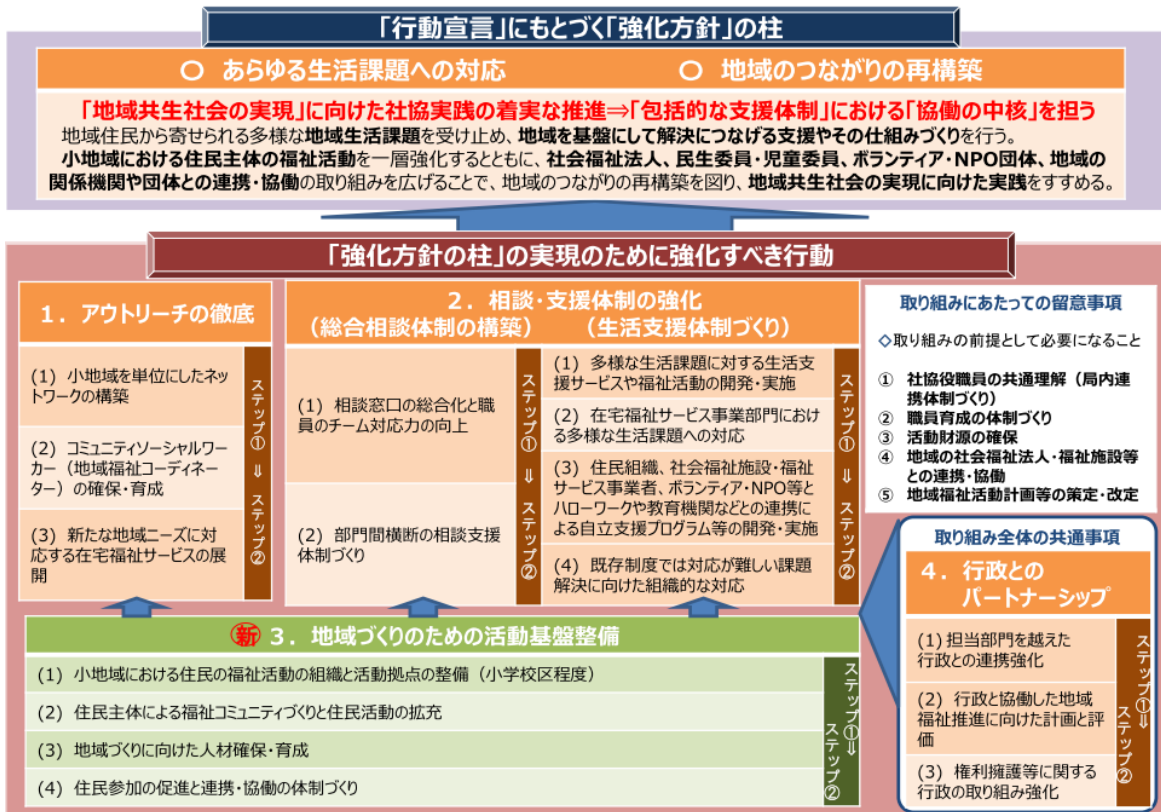 「行動宣言」にもとづく「強化方針」の柱
○ あらゆる生活課題への対応
○ 地域のつながりの再構築
「地域共生社会の実現」に向けた社協実践の着実な推進⇒「包括的な支援体制」における「協働の中核」を担う
地域住民から寄せられる多様な地域生活課題を受け止め、地域を基盤にして解決につなげる支援やその仕組みづくりを行う。
小地域における住民主体の福祉活動を一層強化するとともに、社会福祉法人、民生委員・児童委員、ボランティア・NPO団体、地域の
関係機関や団体との連携・協働の取り組みを広げることで、地域のつながりの再構築を図り、地域共生社会の実現に向けた実践をすすめる。
「強化方針の柱」の実現のために強化すべき行動
1．アウトリーチの徹底
(1) 小地域を単位にしたネッ
トワークの構築
(2) コミュニティソーシャルワー
カー（地域福祉コーディネー
ター）の確保・育成
(3) 新たな地域ニーズに対
応する在宅福祉サービスの展
開
ステップ① ⇓ ステップ②
2．相談・支援体制の強化
（総合相談体制の構築）
（生活支援体制づくり）
(1) 相談窓口の総合化と職
員のチーム対応力の向上
(2) 部門間横断の相談支援
体制づくり
ステップ① ⇓ ステップ②
(1) 多様な生活課題に対する生活支
援サービスや福祉活動の開発・実施
(2) 在宅福祉サービス事業部門におけ
る多様な生活課題への対応
(3) 住民組織、社会福祉施設・福祉
サービス事業者、ボランティア・NPO等と
ハローワークや教育機関などとの連携に
よる自立支援プログラム等の開発・実施
(4) 既存制度では対応が難しい課題
解決に向けた組織的な対応
ステップ① ⇓ ステップ②
取り組みにあたっての留意事項
◇取り組みの前提として必要になること
① 社協役職員の共通理解（局内連
携体制づくり）
② 職員育成の体制づくり
③ 活動財源の確保
④ 地域の社会福祉法人・福祉施設等
との連携・協働
⑤ 地域福祉活動計画等の策定・改定
新 3．地域づくりのための活動基盤整備
(1) 小地域における住民の福祉活動の組織と活動拠点の整備（小学校区程度）
(2) 住民主体による福祉コミュニティづくりと住民活動の拡充
(3) 地域づくりに向けた人材確保・育成
(4) 住民参加の促進と連携・協働の体制づくり
ステップ①⇓
ステップ②
取り組み全体の共通事項
4．行政との
パートナーシップ
(1) 担当部門を越えた
行政との連携強化
(2) 行政と協働した地域
福祉推進に向けた計画と評
価
(3) 権利擁護等に関する
行政の取り組み強化
ステップ①⇓
ステップ②